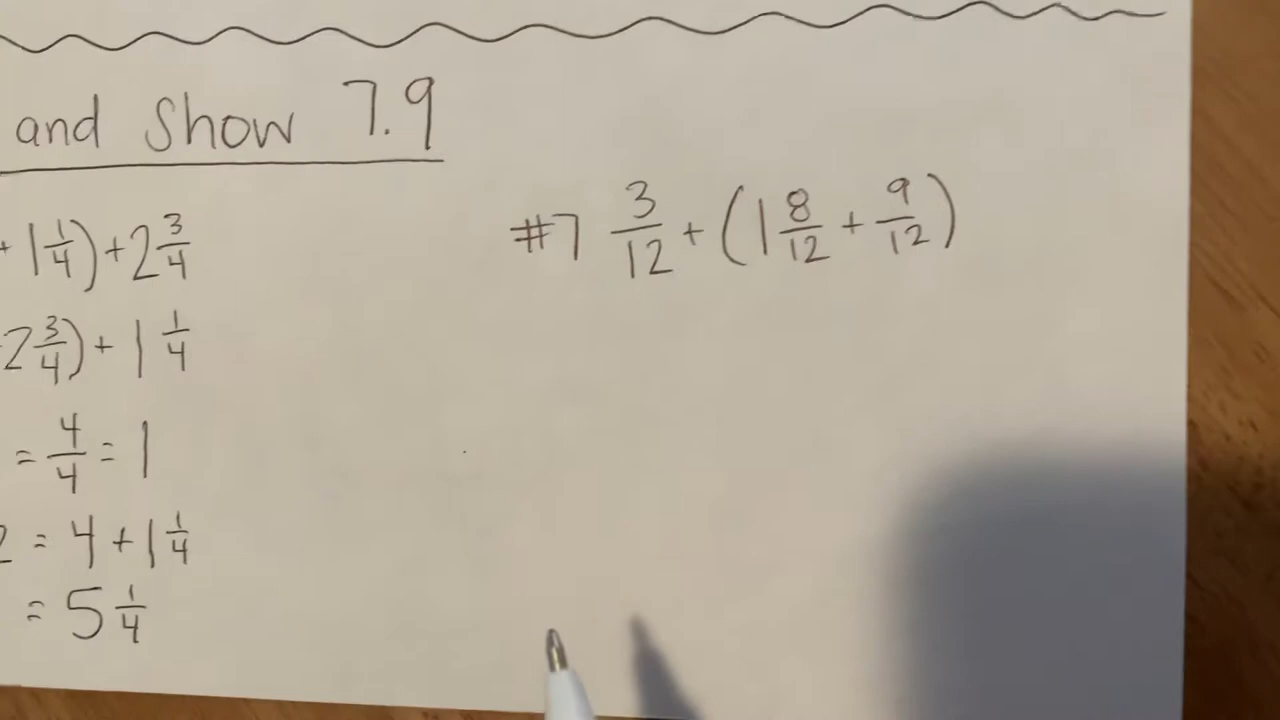 and Show 7.9
+ 1 1/4) + 2 3/4
2 3/4) + 1 1/4
= 4/4 = 1
2 = 4 + 1 1/4
= 5 1/4
#7 3/12 + (1 8/12 + 9/12)